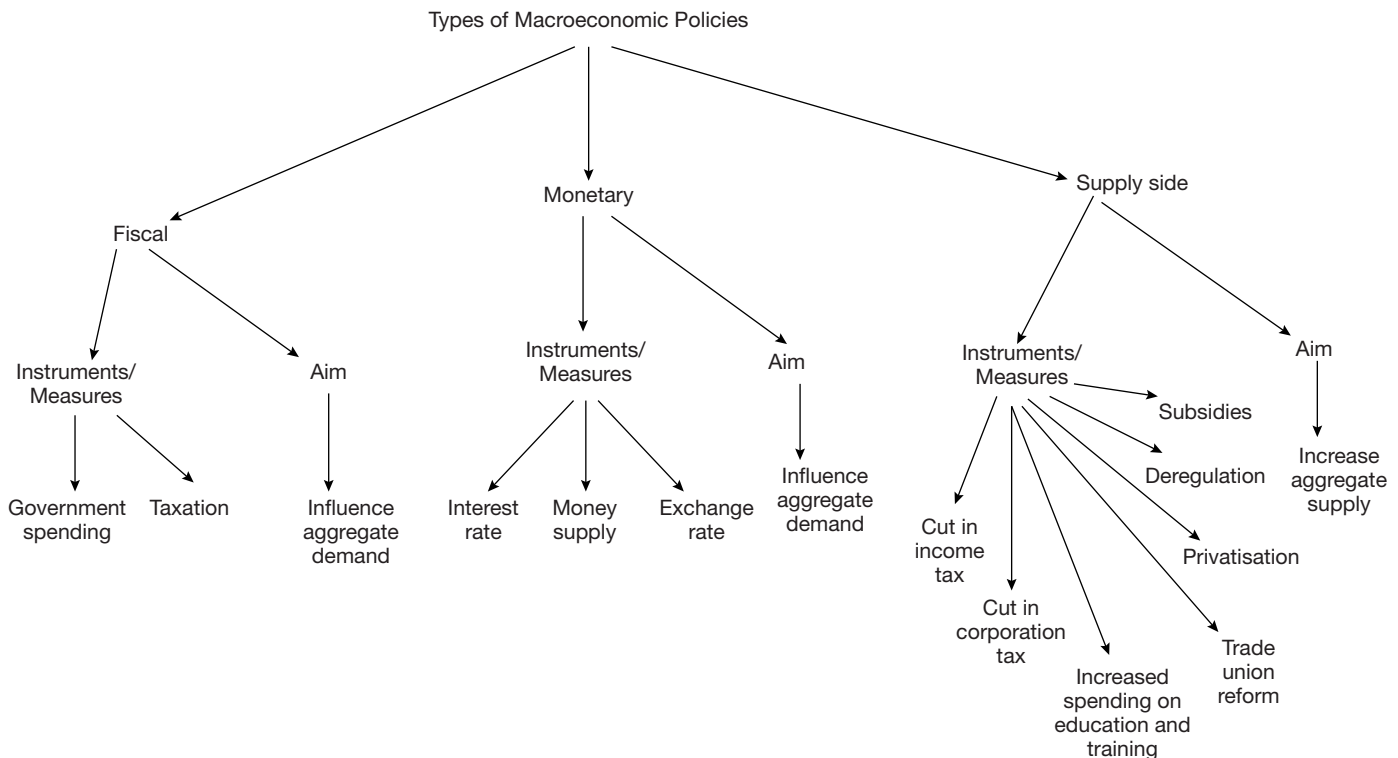 Types of Macroeconomic Policies
Fiscal
Monetary
Supply side
Instruments/
Measures
Aim
Government
spending
Taxation
Influence
aggregate
demand
Instruments/
Measures
Aim
Interest
rate
Money
supply
Exchange
rate
Influence
aggregate
demand
Instruments/
Measures
Aim
Subsidies
Deregulation
Privatisation
Trade
union
reform
Increased
spending on
education and
training
Cut in
corporation
tax
Cut in
income
tax
Increase
aggregate
supply